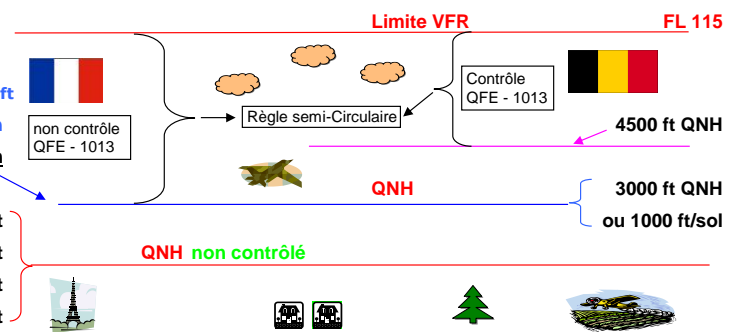 Limite VFR
FL 115
ft
non contrôle
QFE - 1013
Règle semi-Circulaire
Contrôle
QFE - 1013
4500 ft QNH
QNH
3000 ft QNH
ou 1000 ft/sol
QNH non contrôlé